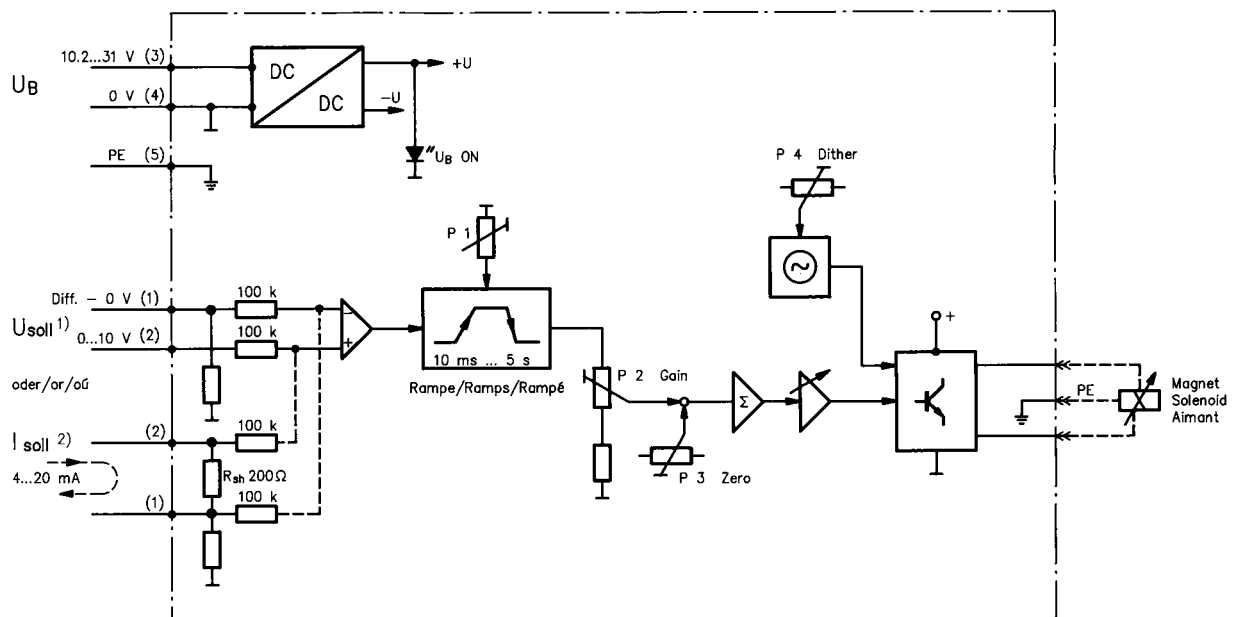 10.2...31 V (3)
U_B
0 V (4)
PE (5)
DC
DC
+U
−U
"U_B ON
P 4 Dither
P 1
Diff. − 0 V (1)
100 k
U_soll 1)
0...10 V (2)
100 k
−
+
10 ms ... 5 s
Rampe/Ramps/Rampé
oder/or/oú
P 2 Gain
+
Σ
PE
Magnet
Solenoid
Aimant
I_soll 2)
(2)
100 k
4...20 mA
R_sh 200Ω
P 3 Zero
(1)
100 k